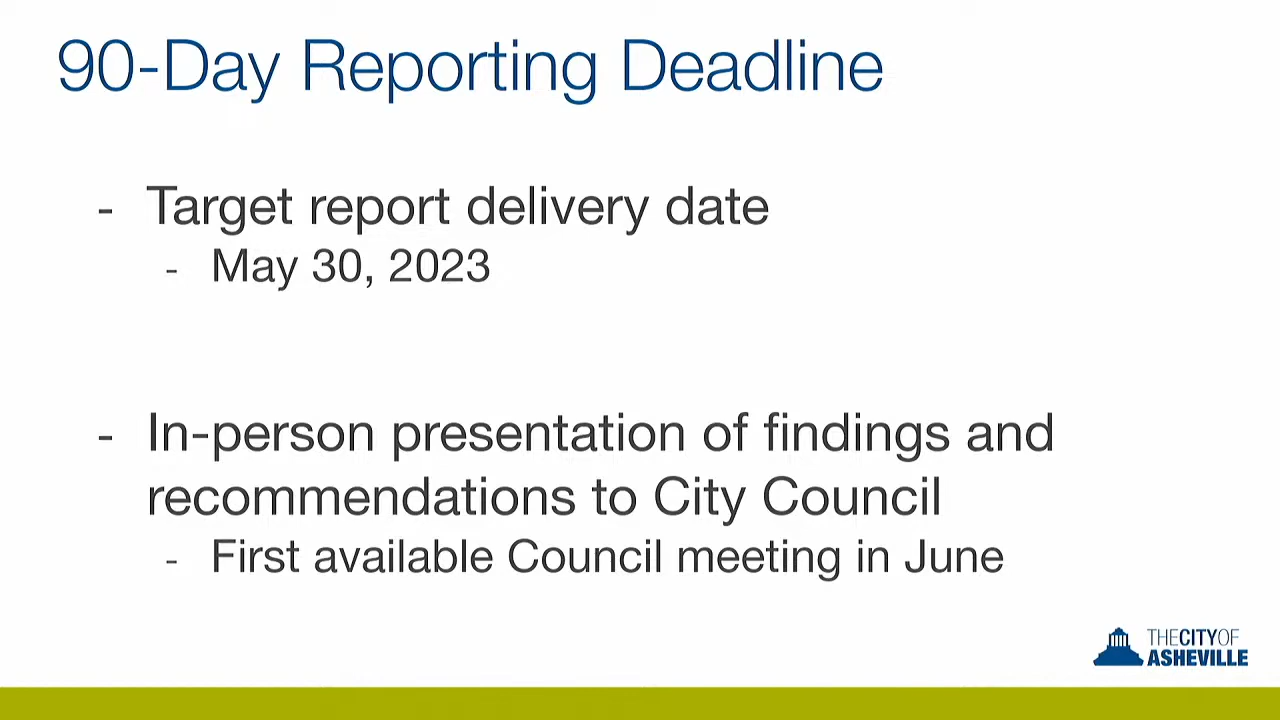 90-Day Reporting Deadline
- Target report delivery date
- May 30, 2023
- In-person presentation of findings and
recommendations to City Council
- First available Council meeting in June
THE CITY OF
ASHEVILLE